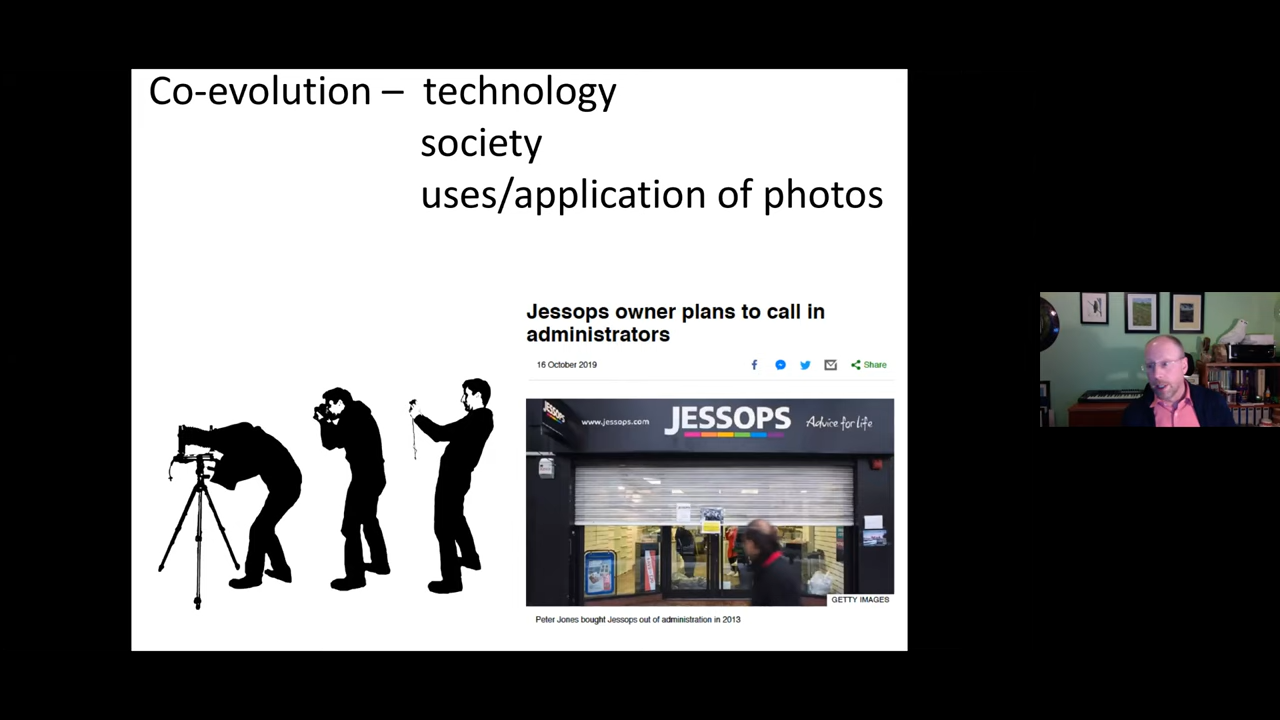 Co-evolution – technology
society
uses/application of photos
Jessops owner plans to call in
administrators
16 October 2019
Share
www.jessops.com
JESSOPS
Advice for life
GETTY IMAGES
Peter Jones bought Jessops out of administration in 2013